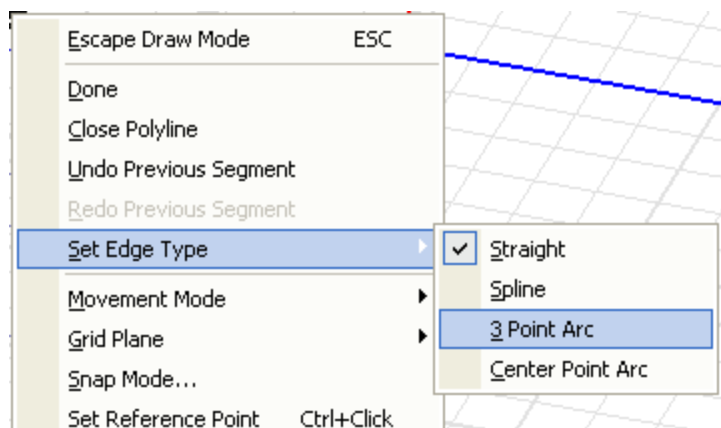 Escape Draw Mode ESC
Done
Close Polyline
Undo Previous Segment
Redo Previous Segment
Set Edge Type
Straight
Spline
3 Point Arc
Center Point Arc
Movement Mode
Grid Plane
Snap Mode...
Set Reference Point Ctrl+Click